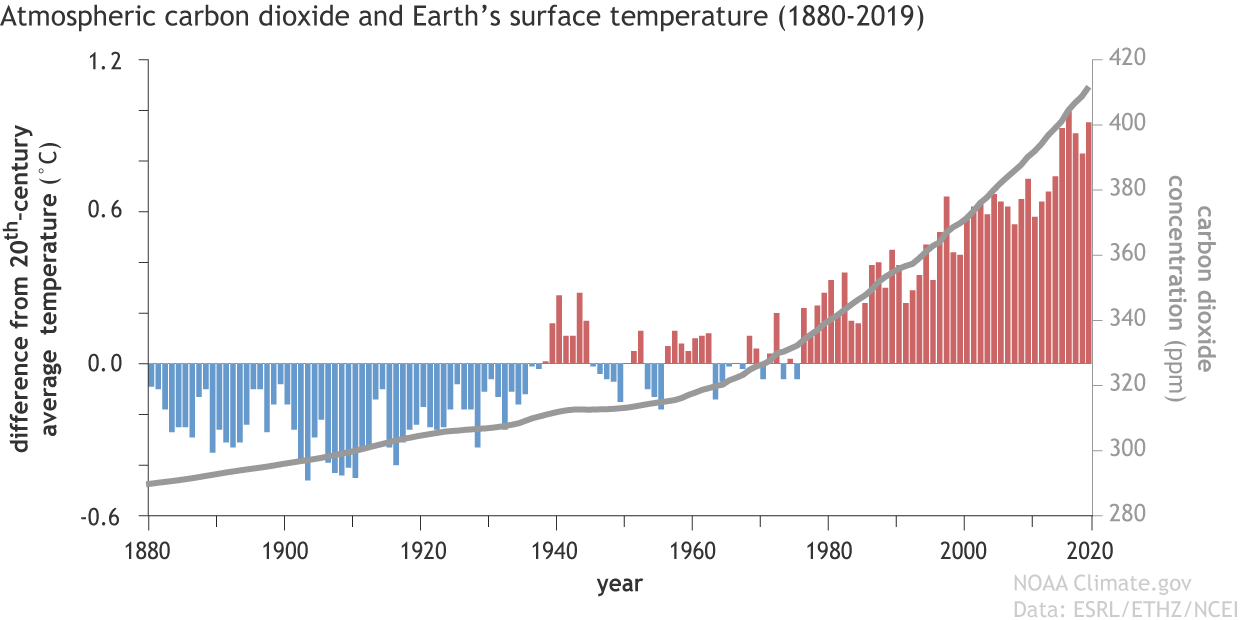 Atmospheric carbon dioxide and Earth’s surface temperature (1880-2019)
difference from 20th-century
average temperature (°C)
1.2
0.6
0.0
-0.6
420
400
380
360
340
320
300
280
carbon dioxide
concentration (ppm)
1880
1900
1920
1940
1960
1980
2000
2020
year
NOAA Climate.gov
Data: ESRL/ETHZ/NCEI